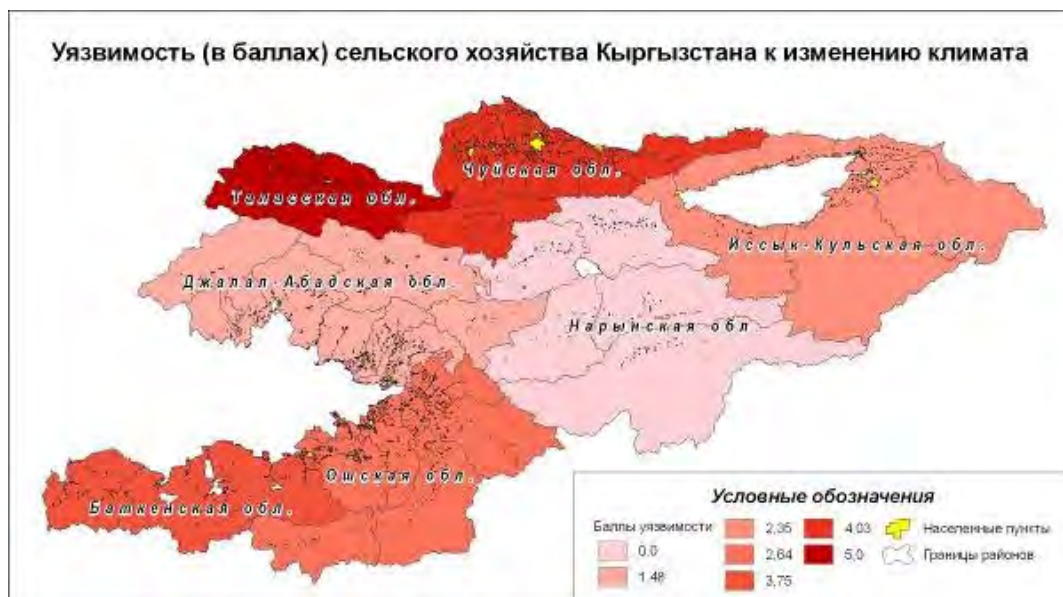 Уязвимость (в баллах) сельского хозяйства Кыргызстана к изменению климата
Чуйская обл.
Таласская обл.
Иссык-Кульская обл.
Джалал-Абадская обл.
Нарынская обл
Ошская обл.
Баткенская обл.
Условные обозначения
Баллы уязвимости
0,0
1,48
2,35
2,64
3,75
4,03
5,0
Населенные пункты
Границы районов